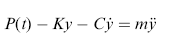 P(t) − Ky − Cẏ = mÿ